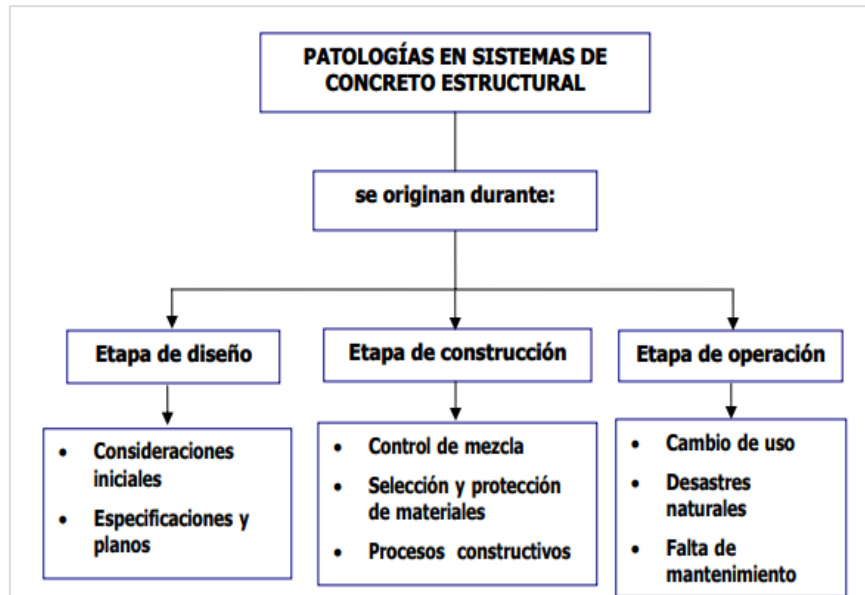 PATOLOGÍAS EN SISTEMAS DE
CONCRETO ESTRUCTURAL
se originan durante:
Etapa de diseño
• Consideraciones
iniciales
• Especificaciones y
planos
Etapa de construcción
• Control de mezcla
• Selección y protección
de materiales
• Procesos constructivos
Etapa de operación
• Cambio de uso
• Desastres
naturales
• Falta de
mantenimiento